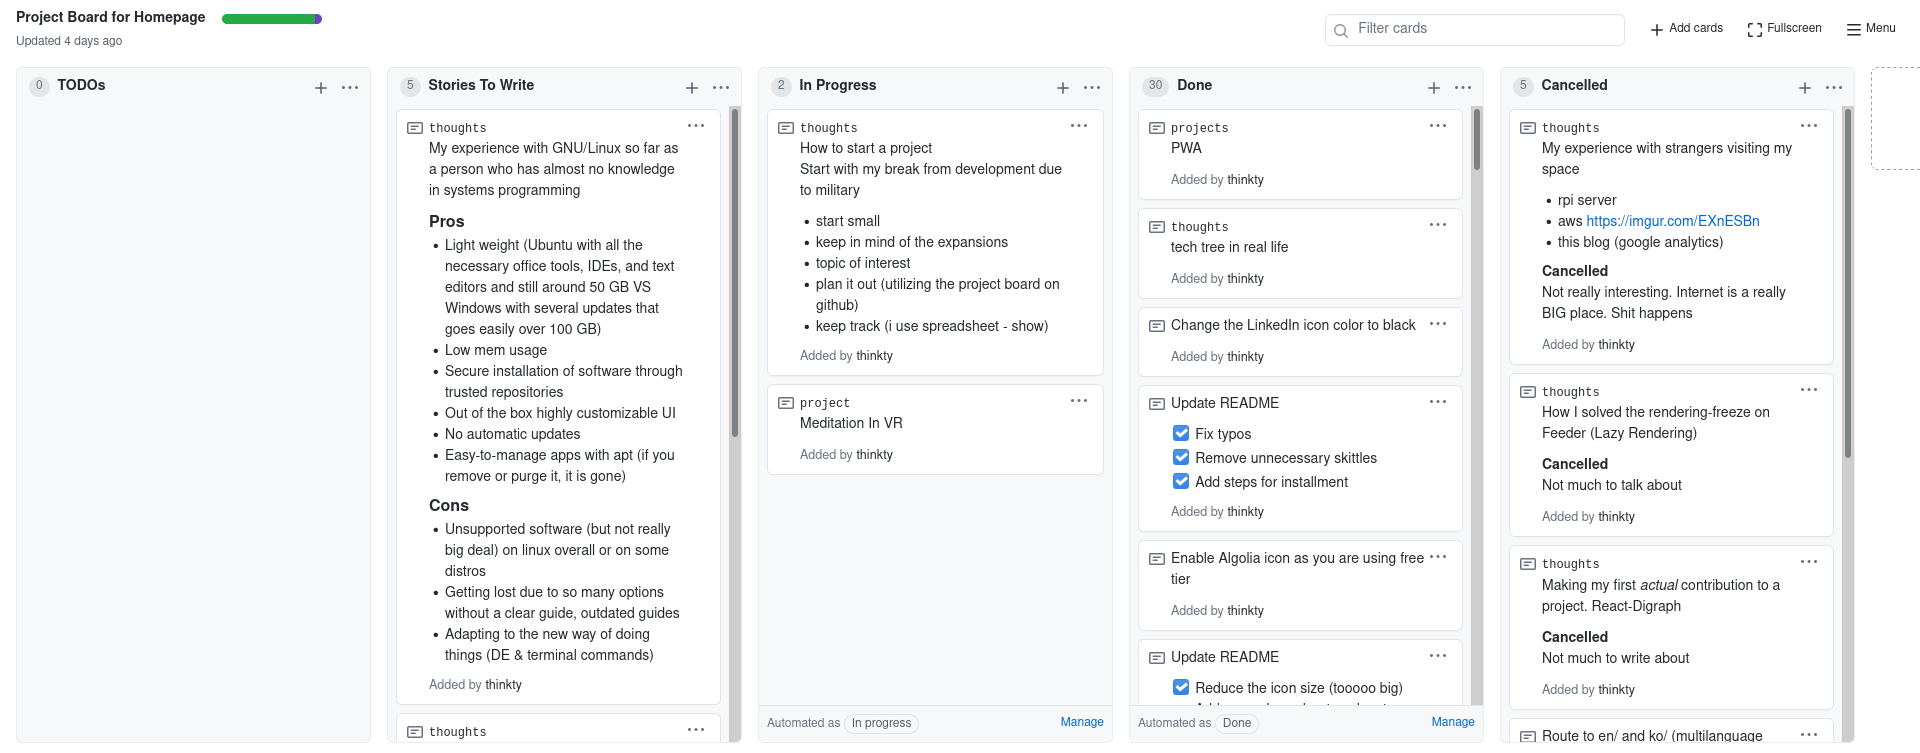 Project Board for Homepage
Updated 4 days ago
Filter cards
Add cards
Fullscreen
Menu
0 TODOs
5 Stories To Write
thoughts
My experience with GNU/Linux so far as
a person who has almost no knowledge
in systems programming
Pros
Light weight (Ubuntu with all the
necessary office tools, IDEs, and text
editors and still around 50 GB VS
Windows with several updates that
goes easily over 100 GB)
Low mem usage
Secure installation of software through
trusted repositories
Out of the box highly customizable UI
No automatic updates
Easy-to-manage apps with apt (if you
remove or purge it, it is gone)
Cons
Unsupported software (but not really
big deal) on linux overall or on some
distros
Getting lost due to so many options
without a clear guide, outdated guides
Adapting to the new way of doing
things (DE & terminal commands)
Added by thinkty
thoughts
2 In Progress
thoughts
How to start a project
Start with my break from development due
to military
start small
keep in mind of the expansions
topic of interest
plan it out (utilizing the project board on
github)
keep track (i use spreadsheet - show)
Added by thinkty
project
Meditation In VR
Added by thinkty
Automated as In progress
Manage
30 Done
projects
PWA
Added by thinkty
thoughts
tech tree in real life
Added by thinkty
Change the LinkedIn icon color to black
Added by thinkty
Update README
Fix typos
Remove unnecessary skittles
Add steps for installment
Added by thinkty
Enable Algolia icon as you are using free
tier
Added by thinkty
Update README
Reduce the icon size (tooooo big)
Automated as Done
Manage
5 Cancelled
thoughts
My experience with strangers visiting my
space
rpi server
aws https://imgur.com/EXnESBn
this blog (google analytics)
Cancelled
Not really interesting. Internet is a really
BIG place. Shit happens
Added by thinkty
thoughts
How I solved the rendering-freeze on
Feeder (Lazy Rendering)
Cancelled
Not much to talk about
Added by thinkty
thoughts
Making my first actual contribution to a
project. React-Digraph
Cancelled
Not much to write about
Added by thinkty
Route to en/ and ko/ (multilanguage